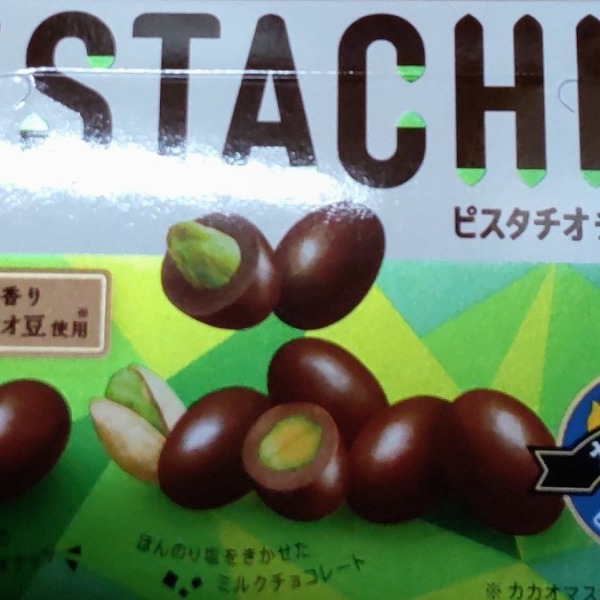 STACH
ピスタチオ
香り
オ豆使用※
ほんのり塩をきかせた
ミルクチョコレート
※カカオマス